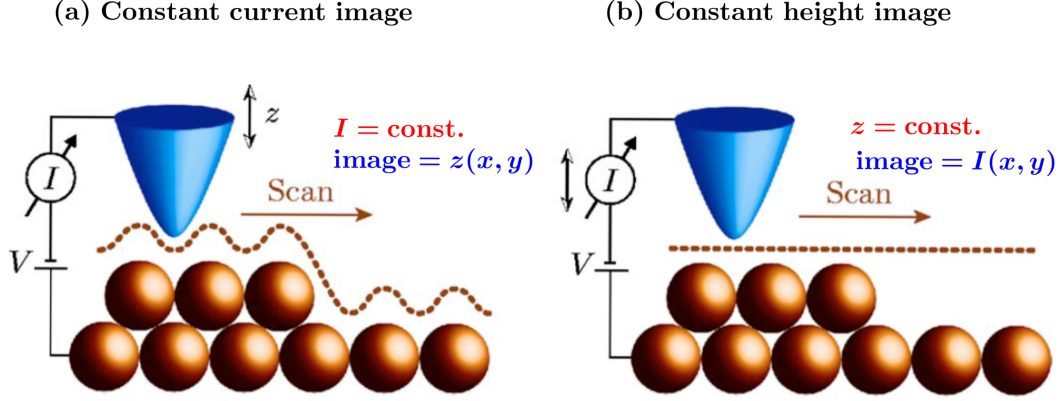 (a) Constant current image
z
I = const.
image = z(x, y)
I
Scan
V
(b) Constant height image
z = const.
image = I(x, y)
I
Scan
V